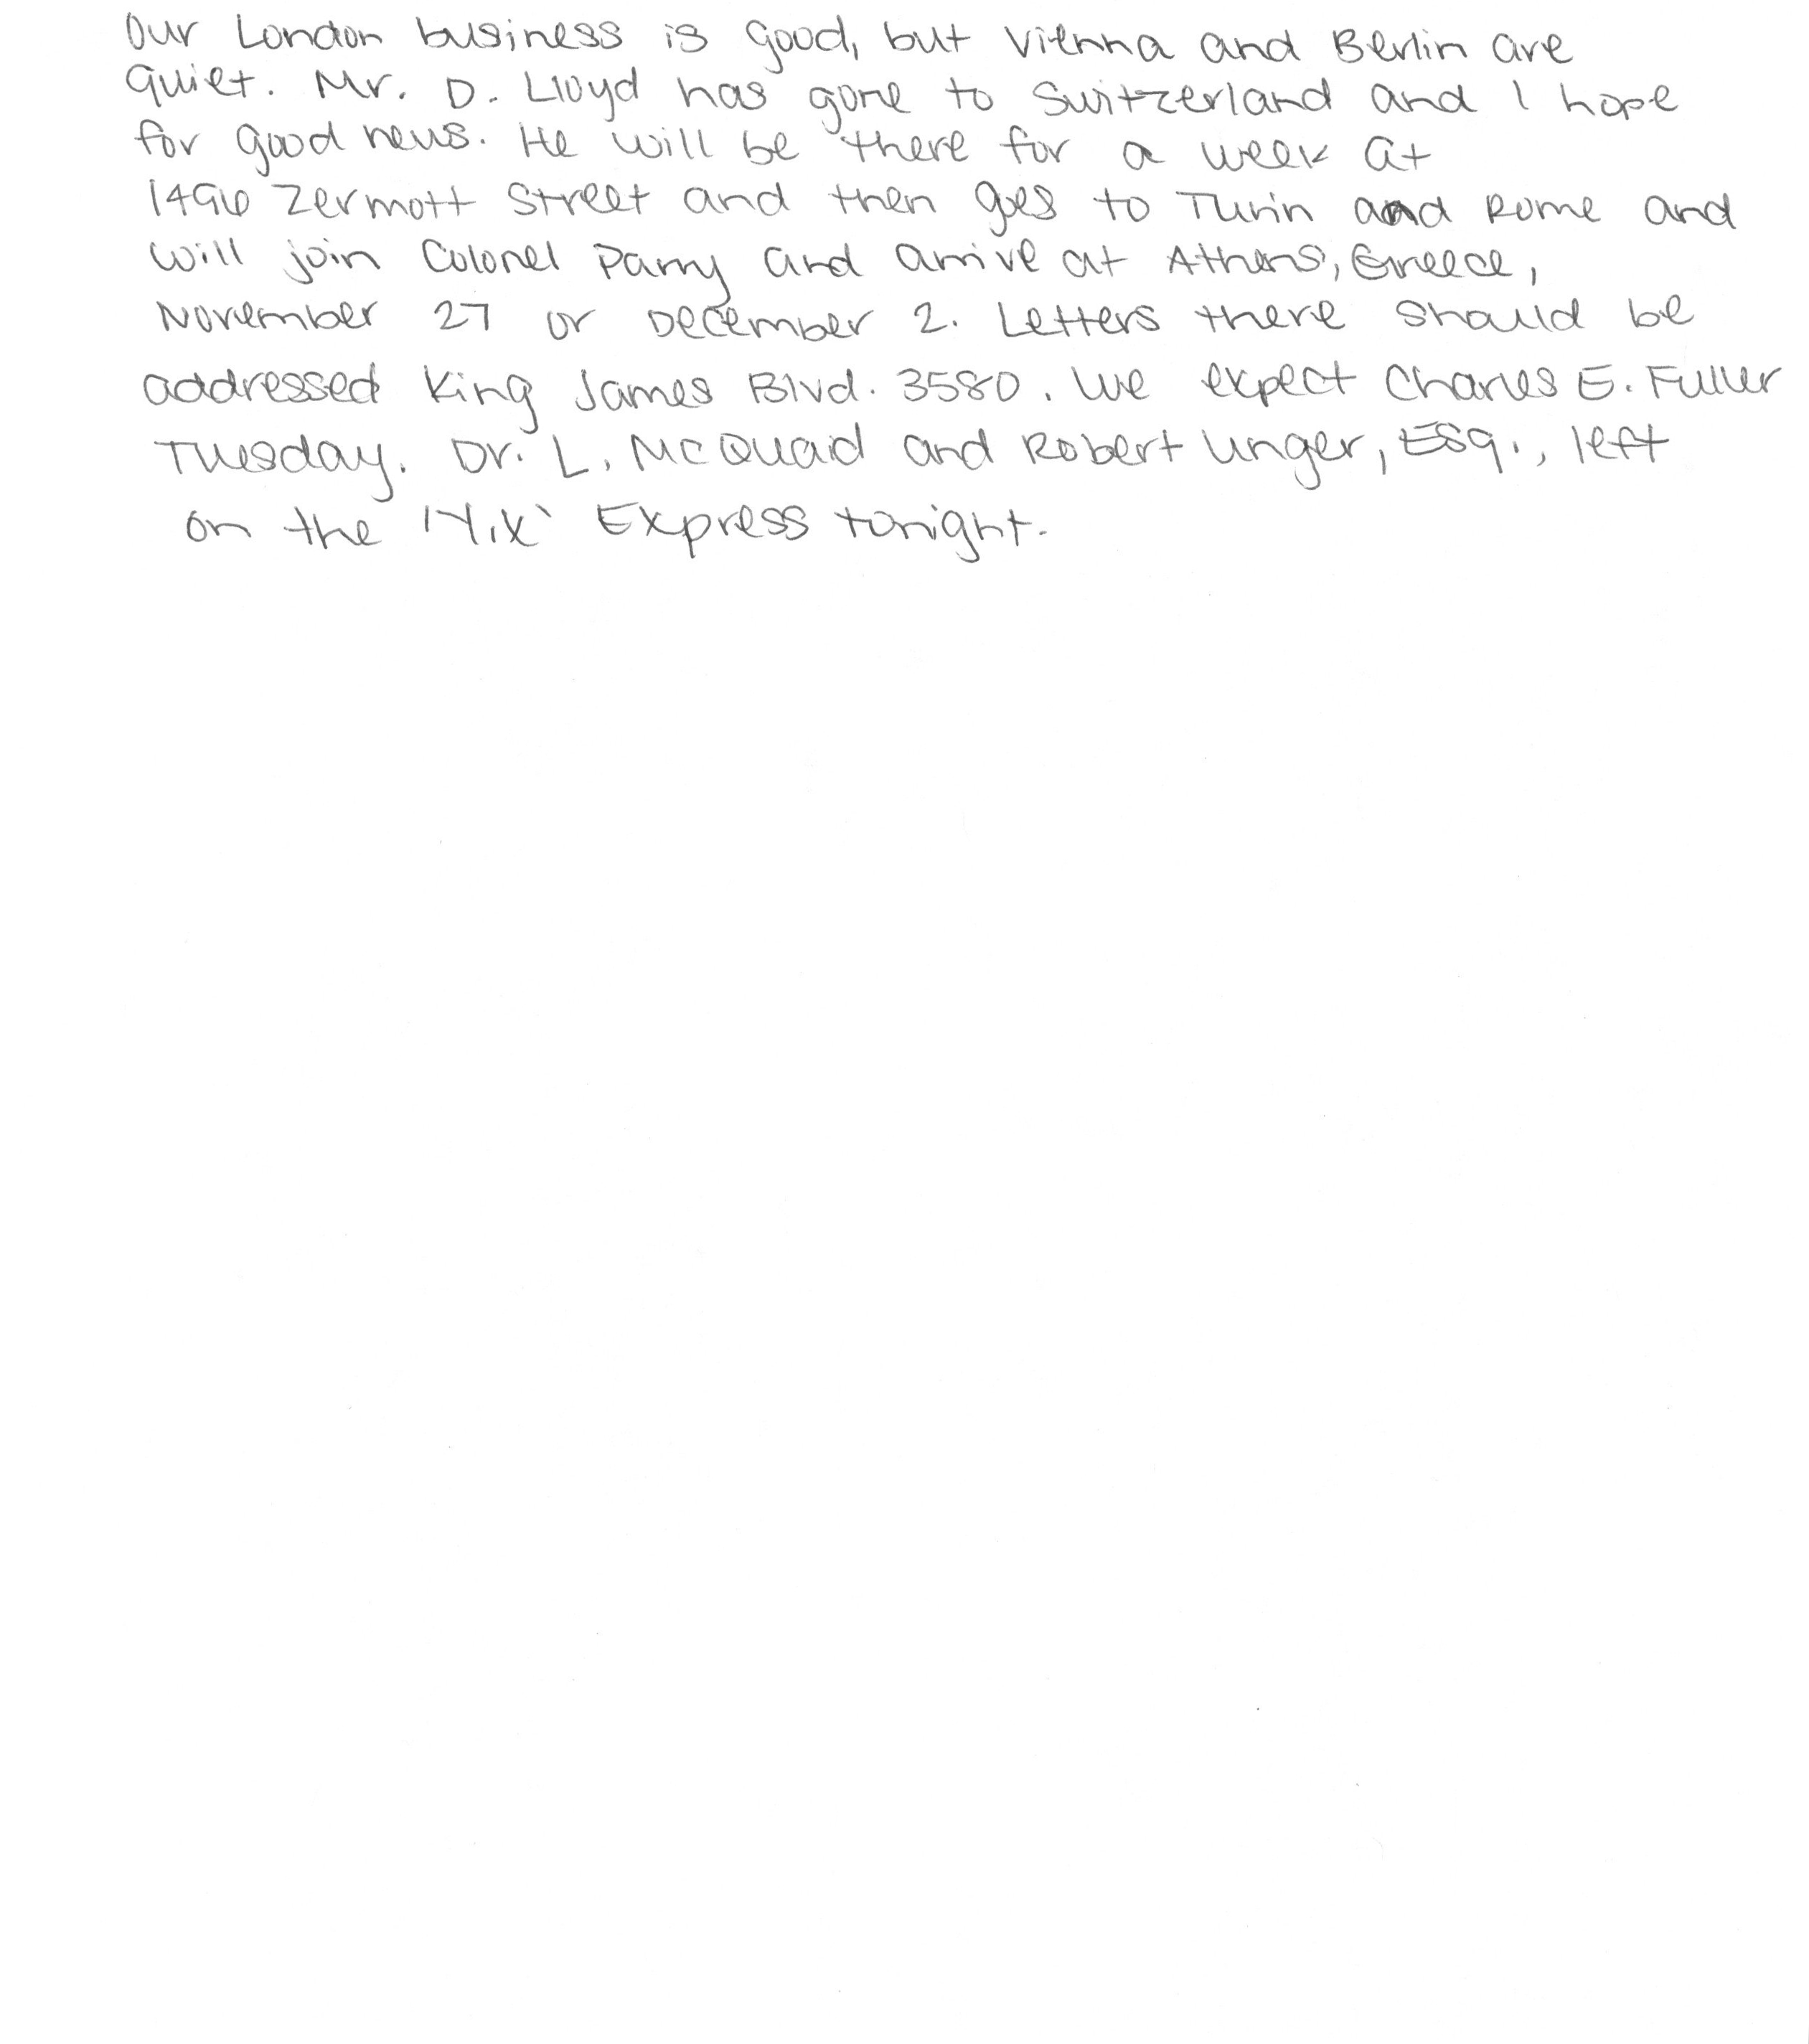 Our London business is good, but Vienna and Berlin are
quiet. Mr. D. Lloyd has gone to Switzerland and I hope
for good news. He will be there for a week at
1496 Zermott Street and then goes to Turin and Rome and
will join Colonel Parry and arrive at Athens, Greece,
November 27 or December 2. Letters there should be
addressed King James Blvd. 3580. We expect Charles E. Fuller
Tuesday. Dr. L. McQuaid and Robert Unger, Esq., left
on the 'Y.X' Express tonight.